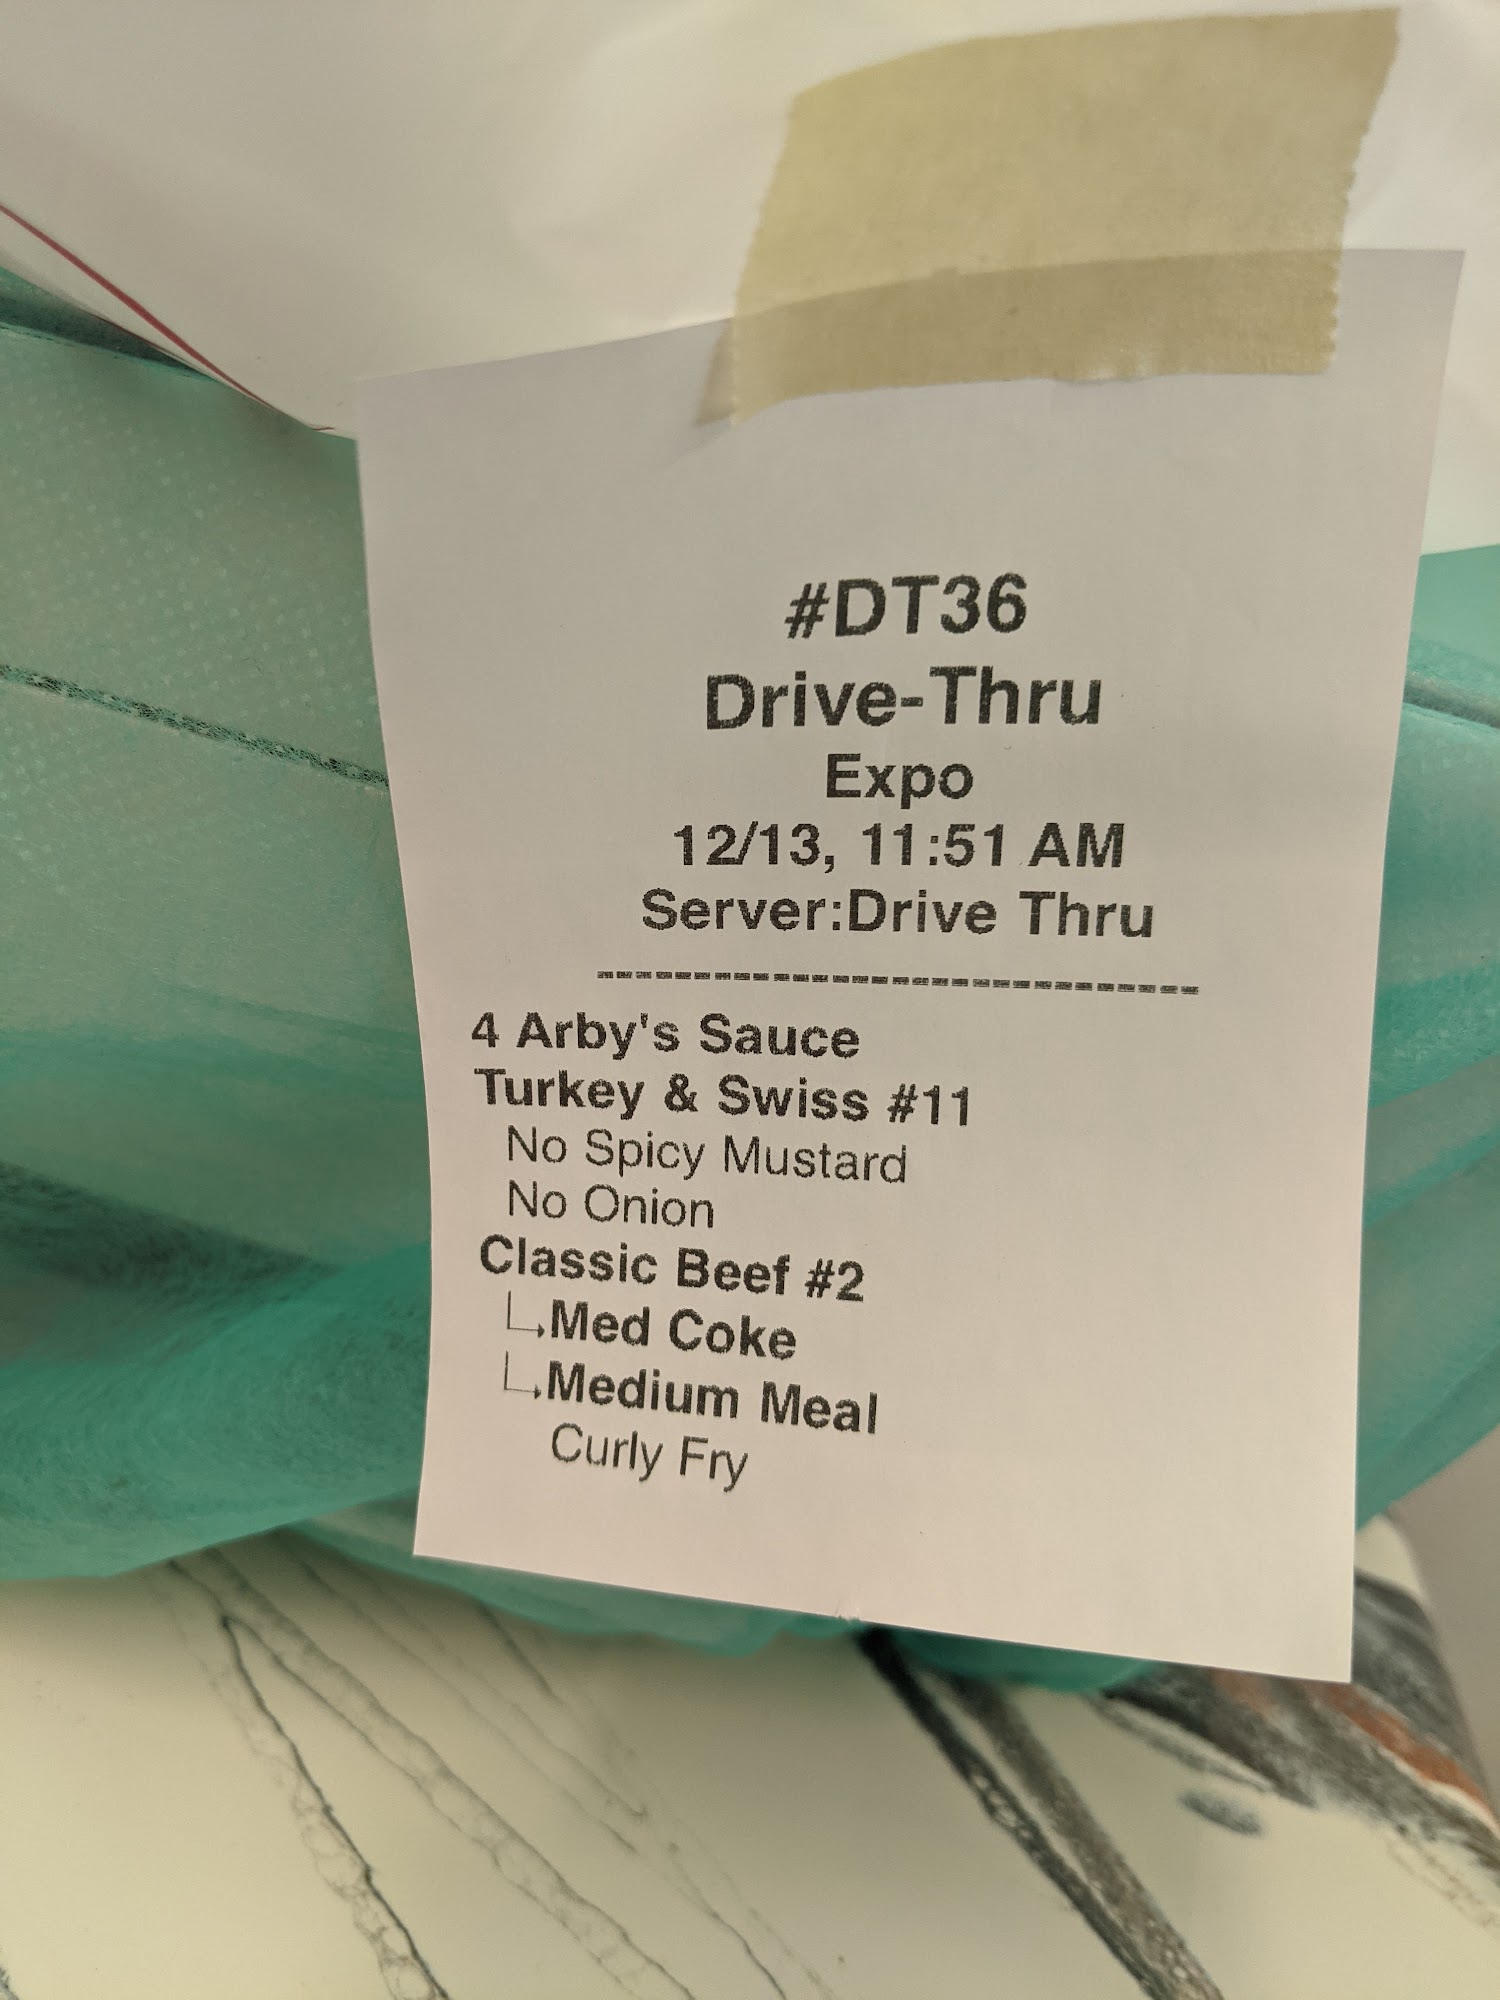 #DT36
Drive-Thru
Expo
12/13, 11:51 AM
Server:Drive Thru
------------------------------
4 Arby's Sauce
Turkey & Swiss #11
No Spicy Mustard
No Onion
Classic Beef #2
Med Coke
Medium Meal
Curly Fry